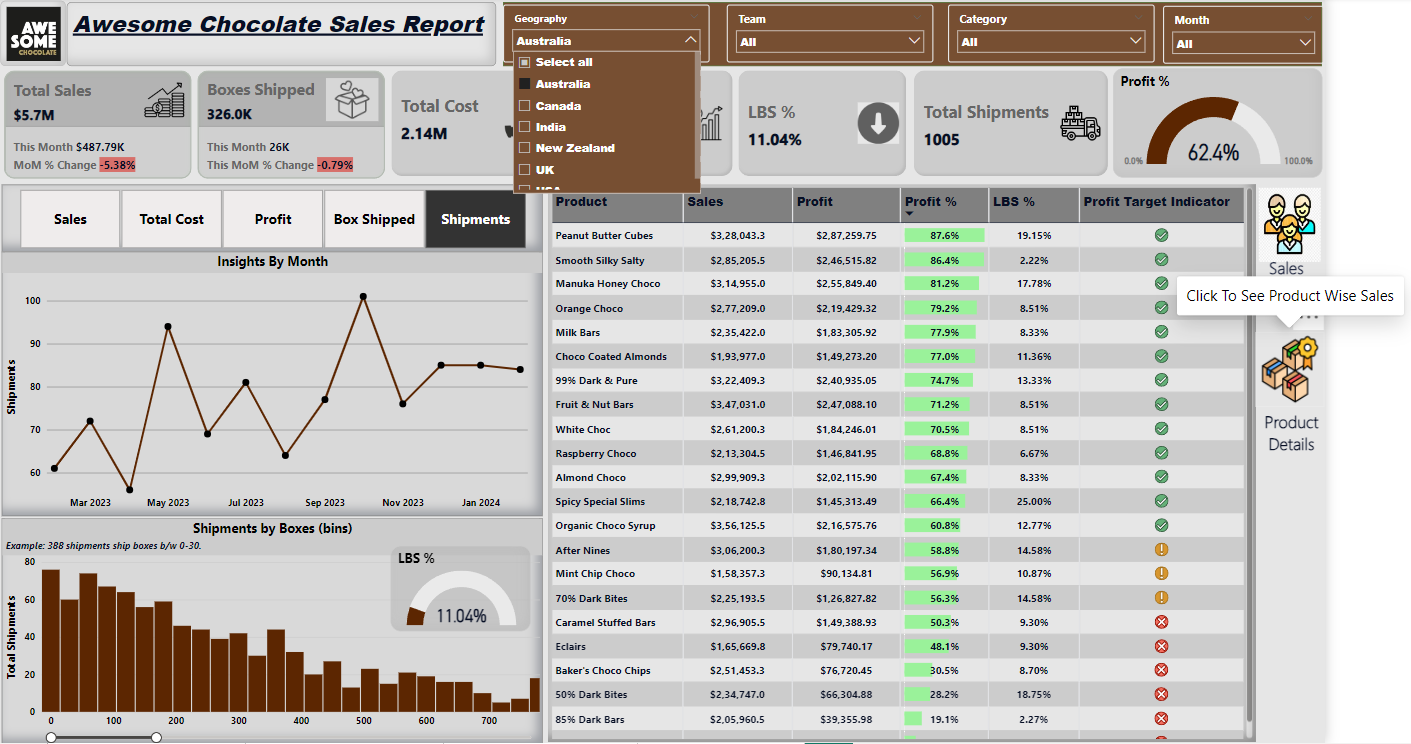 AWE
SOME
CHOCOLATE
Awesome Chocolate Sales Report
Geography
Australia
Select all
Australia
Canada
India
New Zealand
UK
Team
All
Category
All
Month
All
Total Sales
$5.7M
This Month $487.79K
MoM % Change -5.38%
Boxes Shipped
326.0K
This Month 26K
This MoM % Change -0.79%
Total Cost
2.14M
LBS %
11.04%
Total Shipments
1005
Profit %
62.4%
0.0%
100.0%
Sales
Total Cost
Profit
Box Shipped
Shipments
Insights By Month
Shipments
100
90
80
70
60
Mar 2023 May 2023 Jul 2023 Sep 2023 Nov 2023 Jan 2024
Shipments by Boxes (bins)
Example: 388 shipments ship boxes b/w 0-30.
LBS %
11.04%
Total Shipments
80
60
40
20
0
0 100 200 300 400 500 600 700
Product Sales Profit Profit % LBS % Profit Target Indicator
Peanut Butter Cubes $3,28,043.3 $2,87,259.75 87.6% 19.15%
Smooth Silky Salty $2,85,205.5 $2,46,515.82 86.4% 2.22%
Manuka Honey Choco $3,14,955.0 $2,55,849.40 81.2% 17.78%
Orange Choco $2,77,209.0 $2,19,429.32 79.2% 8.51%
Milk Bars $2,35,422.0 $1,83,305.92 77.9% 8.33%
Choco Coated Almonds $1,93,977.0 $1,49,273.20 77.0% 11.36%
99% Dark & Pure $3,22,409.3 $2,40,935.05 74.7% 13.33%
Fruit & Nut Bars $3,47,031.0 $2,47,088.10 71.2% 8.51%
White Choc $2,61,200.3 $1,84,246.01 70.5% 8.51%
Raspberry Choco $2,13,304.5 $1,46,841.95 68.8% 6.67%
Almond Choco $2,99,909.3 $2,02,115.90 67.4% 8.33%
Spicy Special Slims $2,18,742.8 $1,45,313.49 66.4% 25.00%
Organic Choco Syrup $3,56,125.5 $2,16,575.76 60.8% 12.77%
After Nines $3,06,200.3 $1,80,197.34 58.8% 14.58%
Mint Chip Choco $1,58,357.3 $90,134.81 56.9% 10.87%
70% Dark Bites $2,25,193.5 $1,26,827.82 56.3% 14.58%
Caramel Stuffed Bars $2,96,905.5 $1,49,388.93 50.3% 9.30%
Eclairs $1,65,669.8 $79,740.17 48.1% 9.30%
Baker's Choco Chips $2,51,453.3 $76,720.45 30.5% 8.70%
50% Dark Bites $2,34,747.0 $66,304.88 28.2% 18.75%
85% Dark Bars $2,05,960.5 $39,355.98 19.1% 2.27%
Sales
Click To See Product Wise Sales
Product
Details